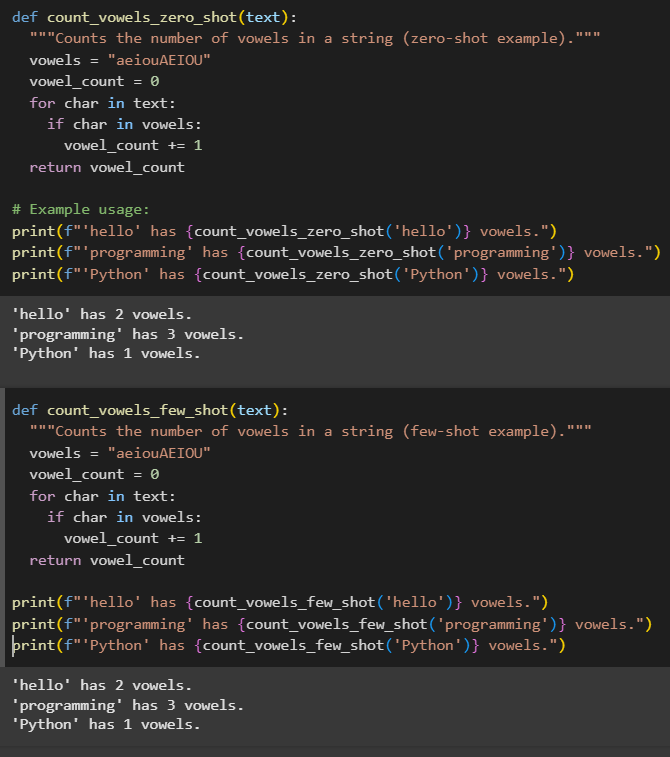 def count_vowels_zero_shot(text):
  """Counts the number of vowels in a string (zero-shot example)."""
  vowels = "aeiouAEIOU"
  vowel_count = 0
  for char in text:
    if char in vowels:
      vowel_count += 1
  return vowel_count

# Example usage:
print(f"'hello' has {count_vowels_zero_shot('hello')} vowels.")
print(f"'programming' has {count_vowels_zero_shot('programming')} vowels.")
print(f"'Python' has {count_vowels_zero_shot('Python')} vowels.")
'hello' has 2 vowels.
'programming' has 3 vowels.
'Python' has 1 vowels.
def count_vowels_few_shot(text):
  """Counts the number of vowels in a string (few-shot example)."""
  vowels = "aeiouAEIOU"
  vowel_count = 0
  for char in text:
    if char in vowels:
      vowel_count += 1
  return vowel_count

print(f"'hello' has {count_vowels_few_shot('hello')} vowels.")
print(f"'programming' has {count_vowels_few_shot('programming')} vowels.")
print(f"'Python' has {count_vowels_few_shot('Python')} vowels.")
'hello' has 2 vowels.
'programming' has 3 vowels.
'Python' has 1 vowels.